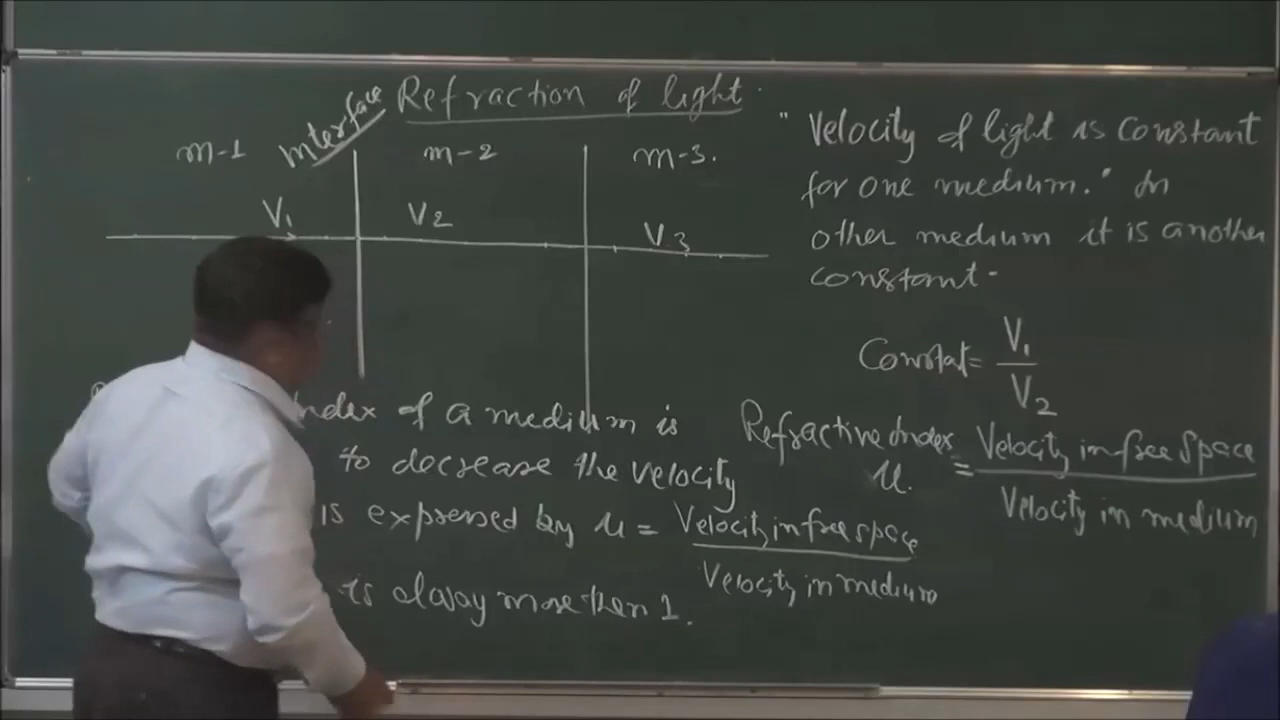 Refraction of light
Interface
m-1 m-2 m-3.
V1 V2 V3
" Velocity of light is constant
for one medium." In
other medium it is another
constant.
Constat = V1
V2
Refractive Index = Velocity in free space
μ. Velocity in medium
Index of a medium is
to decrease the velocity
is expressed by μ = Velocity in free space
Velocity in medium
is alway more then 1.